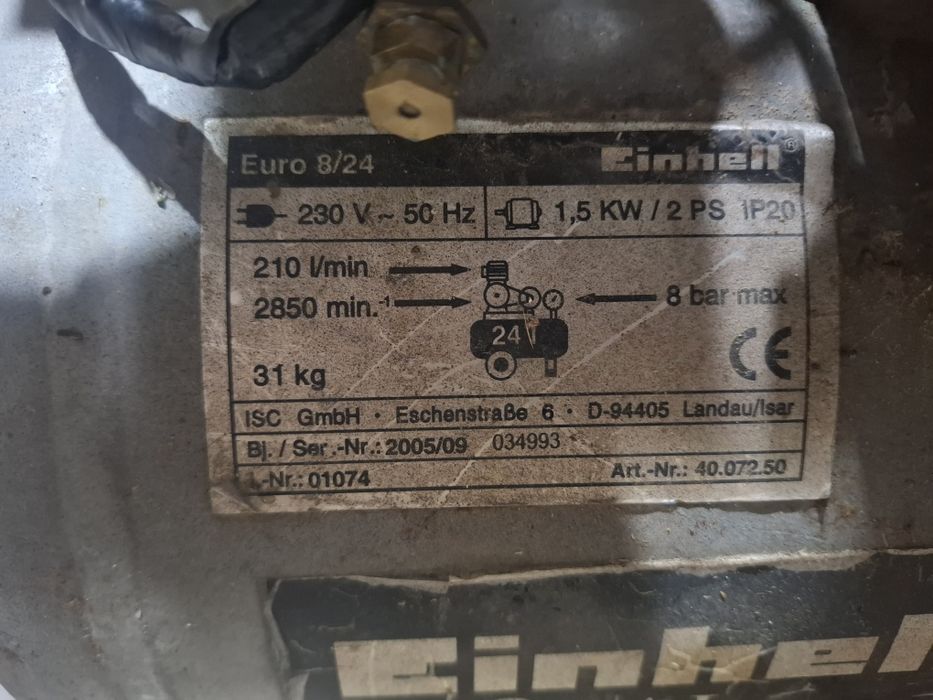 Euro 8/24 Einhell®
230 V ~ 50 Hz 1,5 KW / 2 PS IP20
210 l/min
2850 min.-1 8 bar max
24
31 kg CE
ISC GmbH · Eschenstraße 6 · D-94405 Landau/Isar
Bj. / Ser.-Nr.: 2005/09 034993
I.-Nr.: 01074 Art.-Nr.: 40.072.50
Einhell